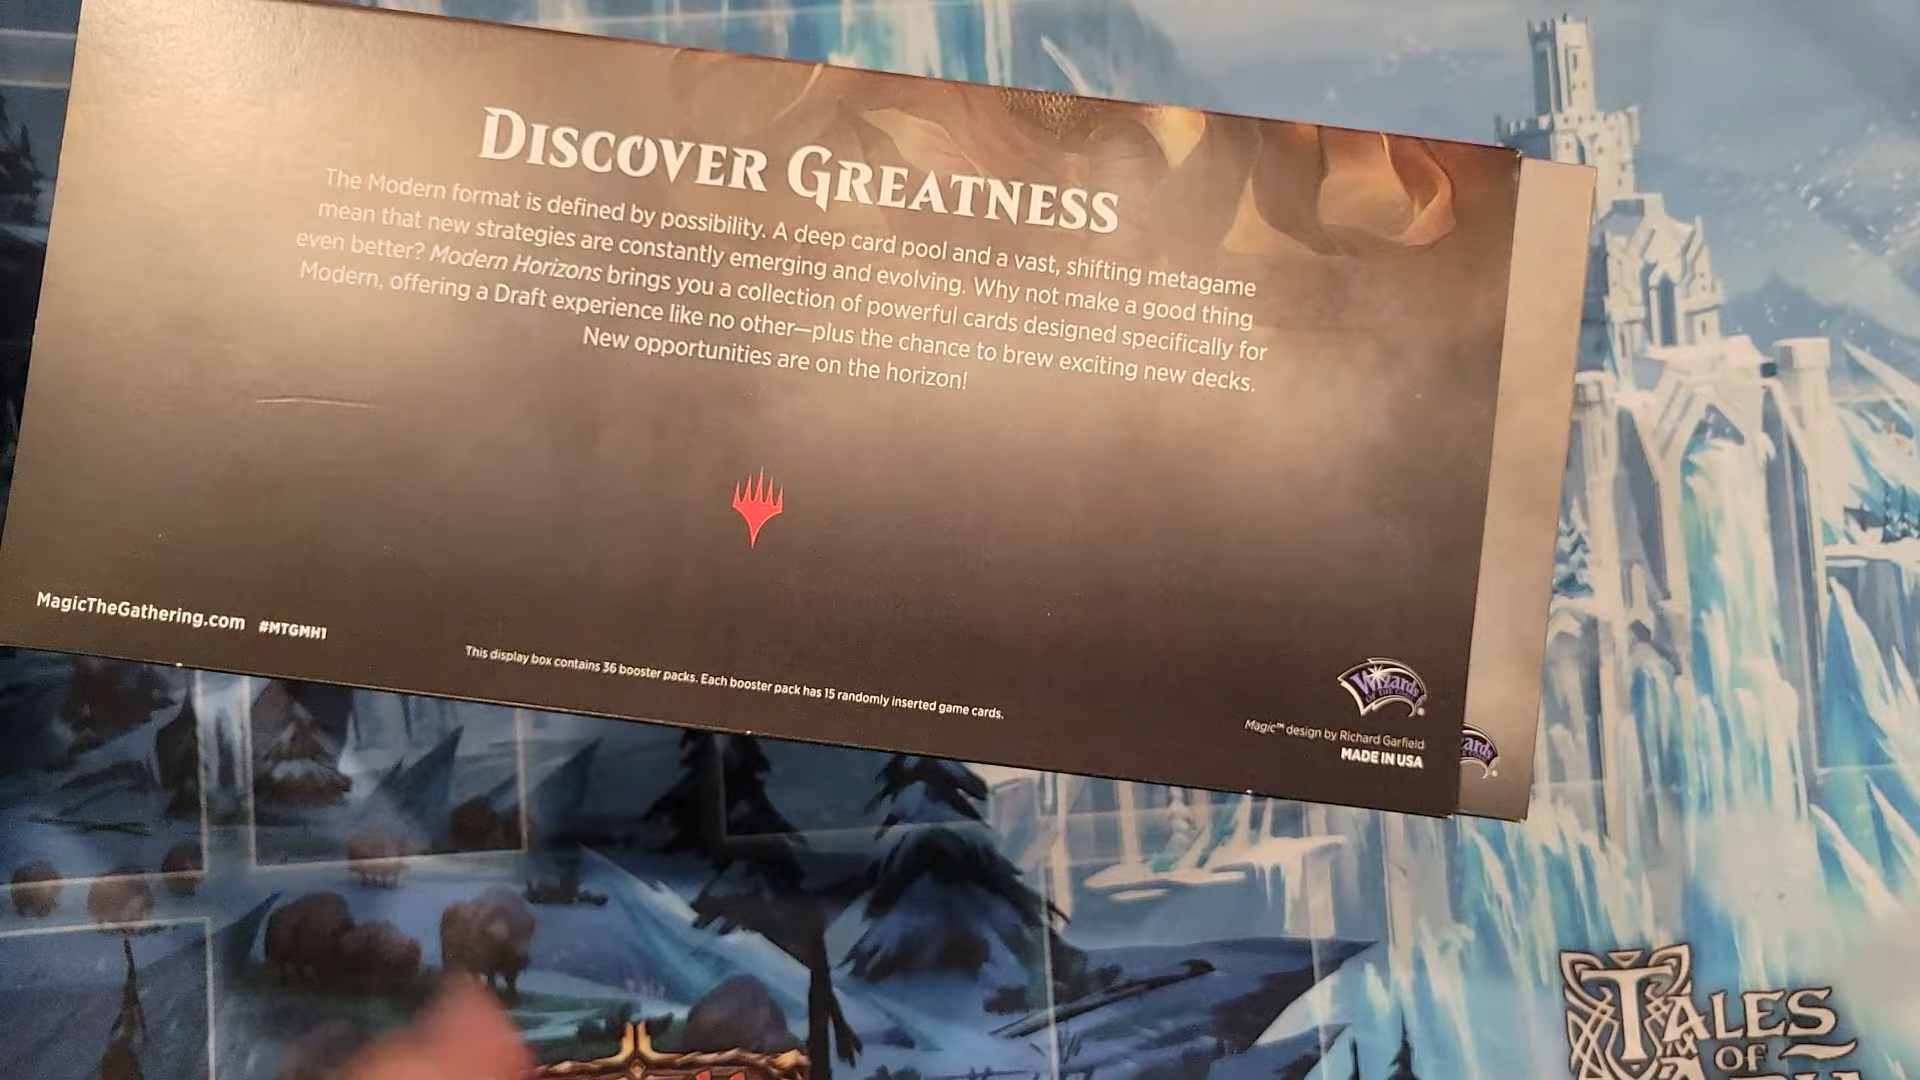 DISCOVER GREATNESS
The Modern format is defined by possibility. A deep card pool and a vast, shifting metagame
mean that new strategies are constantly emerging and evolving. Why not make a good thing
even better? Modern Horizons brings you a collection of powerful cards designed specifically for
Modern, offering a Draft experience like no other—plus the chance to brew exciting new decks.
New opportunities are on the horizon!
MagicTheGathering.com #MTGMH1
This display box contains 36 booster packs. Each booster pack has 15 randomly inserted game cards.
Wizards
OF THE COAST
Magic™ design by Richard Garfield
MADE IN USA
TALES
OF